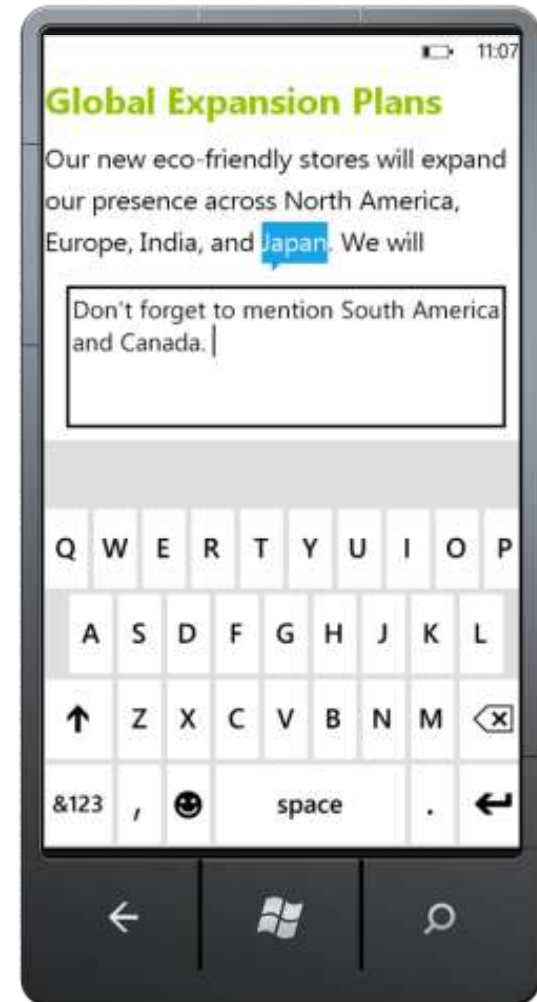 11:07
Global Expansion Plans
Our new eco-friendly stores will expand
our presence across North America,
Europe, India, and Japan. We will
Don't forget to mention South America
and Canada.
Q W E R T Y U I O P
A S D F G H J K L
Z X C V B N M
&123 , space .